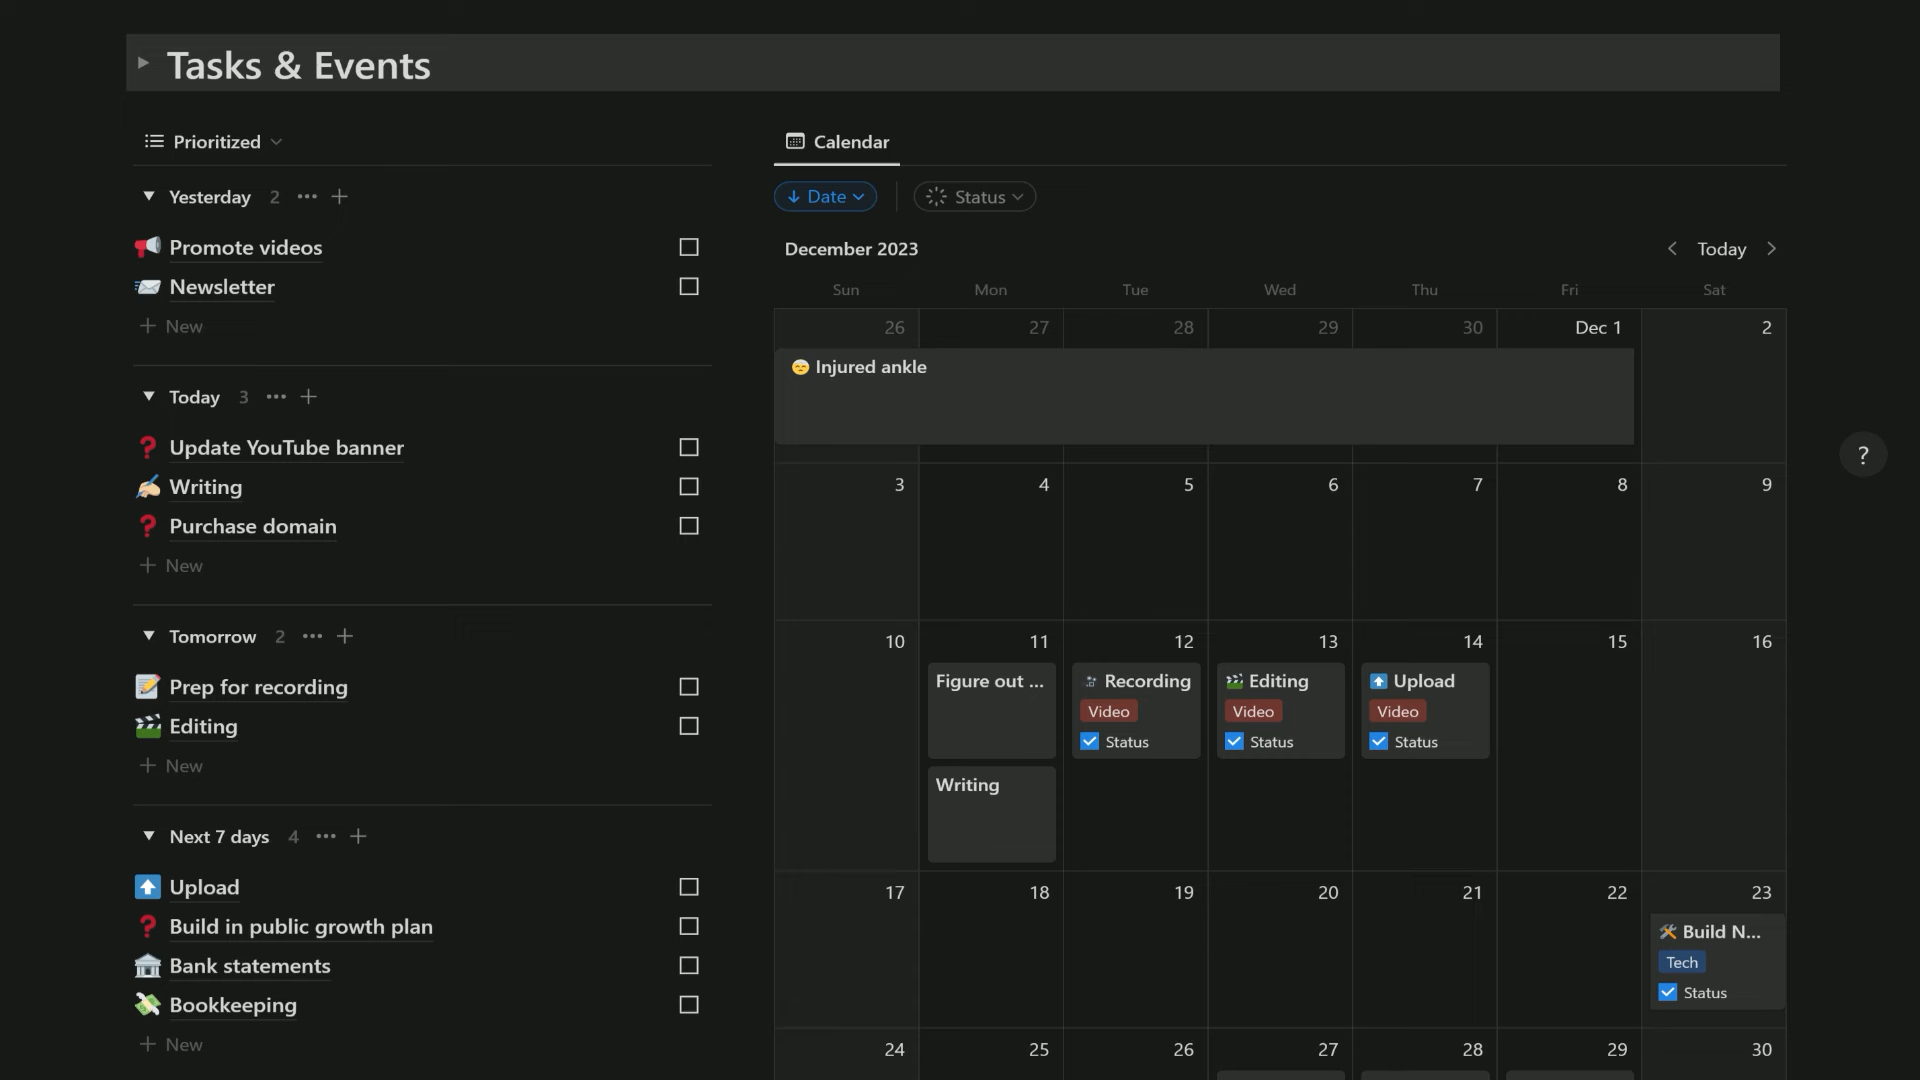 Tasks & Events
Prioritized
Yesterday 2
Promote videos
Newsletter
New
Today 3
Update YouTube banner
Writing
Purchase domain
New
Tomorrow 2
Prep for recording
Editing
New
Next 7 days 4
Upload
Build in public growth plan
Bank statements
Bookkeeping
New
Calendar
Date
Status
December 2023
Today
Sun Mon Tue Wed Thu Fri Sat
26 27 28 29 30 Dec 1 2
Injured ankle
3 4 5 6 7 8 9
10 11 12 13 14 15 16
Figure out ...
Writing
Recording
Video
Status
Editing
Video
Status
Upload
Video
Status
17 18 19 20 21 22 23
Build N...
Tech
Status
24 25 26 27 28 29 30
?